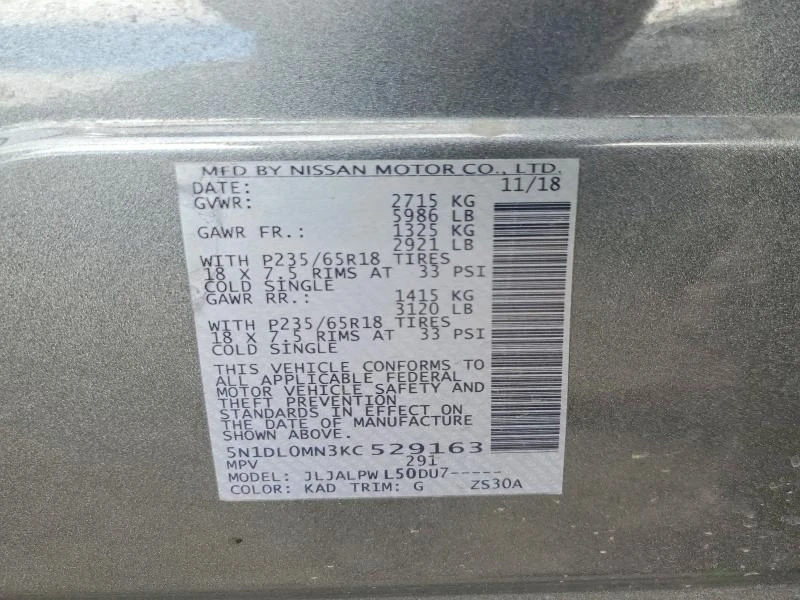 MFD BY NISSAN MOTOR CO., LTD.
DATE: 11/18
GVWR: 2715 KG
5986 LB
GAWR FR.: 1325 KG
2921 LB
WITH P235/65R18 TIRES
18 X 7.5 RIMS AT 33 PSI
COLD SINGLE
GAWR RR.: 1415 KG
3120 LB
WITH P235/65R18 TIRES
18 X 7.5 RIMS AT 33 PSI
COLD SINGLE
THIS VEHICLE CONFORMS TO
ALL APPLICABLE FEDERAL
MOTOR VEHICLE SAFETY AND
THEFT PREVENTION
STANDARDS IN EFFECT ON
THE DATE OF MANUFACTURE
SHOWN ABOVE.
5N1DL0MN3KC529163
MPV 291
MODEL: JLJALPWL50DU7-----
COLOR: KAD TRIM: G ZS30A